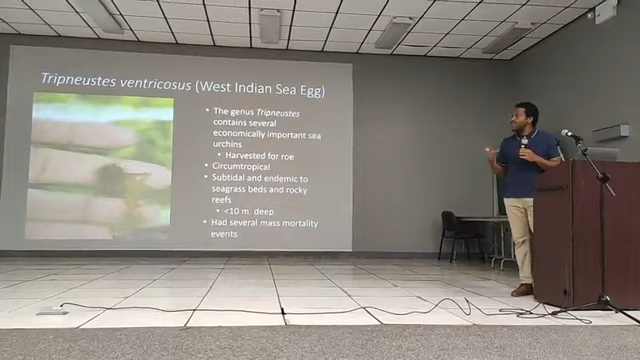 Tripneustes ventricosus (West Indian Sea Egg)
• The genus Tripneustes
contains several
economically important sea
urchins
• Harvested for roe
• Circumtropical
• Subtidal and endemic to
seagrass beds and rocky
reefs
• <10 m. deep
• Had several mass mortality
events